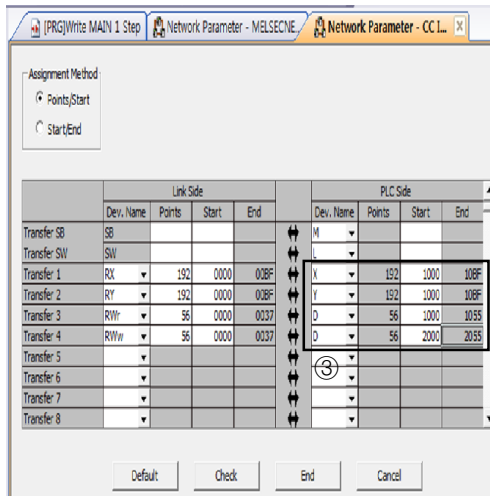 [PRG]Write MAIN 1 Step Network Parameter - MELSECNE... Network Parameter - CC I...
Assignment Method
Points/Start
Start/End
Link Side PLC Side
Dev. Name Points Start End Dev. Name Points Start End
Transfer SB SB M
Transfer SW SW L
Transfer 1 RX 192 0000 00BF X 192 1000 10BF
Transfer 2 RY 192 0000 00BF Y 192 1000 10BF
Transfer 3 RWr 56 0000 0037 D 56 1000 1055
Transfer 4 RWw 56 0000 0037 D 56 2000 2055
Transfer 5
③
Transfer 6
Transfer 7
Transfer 8
Default Check End Cancel